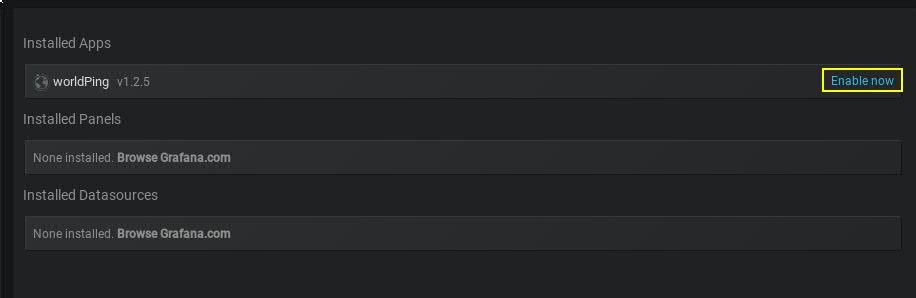 Installed Apps
worldPing v1.2.5 Enable now
Installed Panels
None installed. Browse Grafana.com
Installed Datasources
None installed. Browse Grafana.com